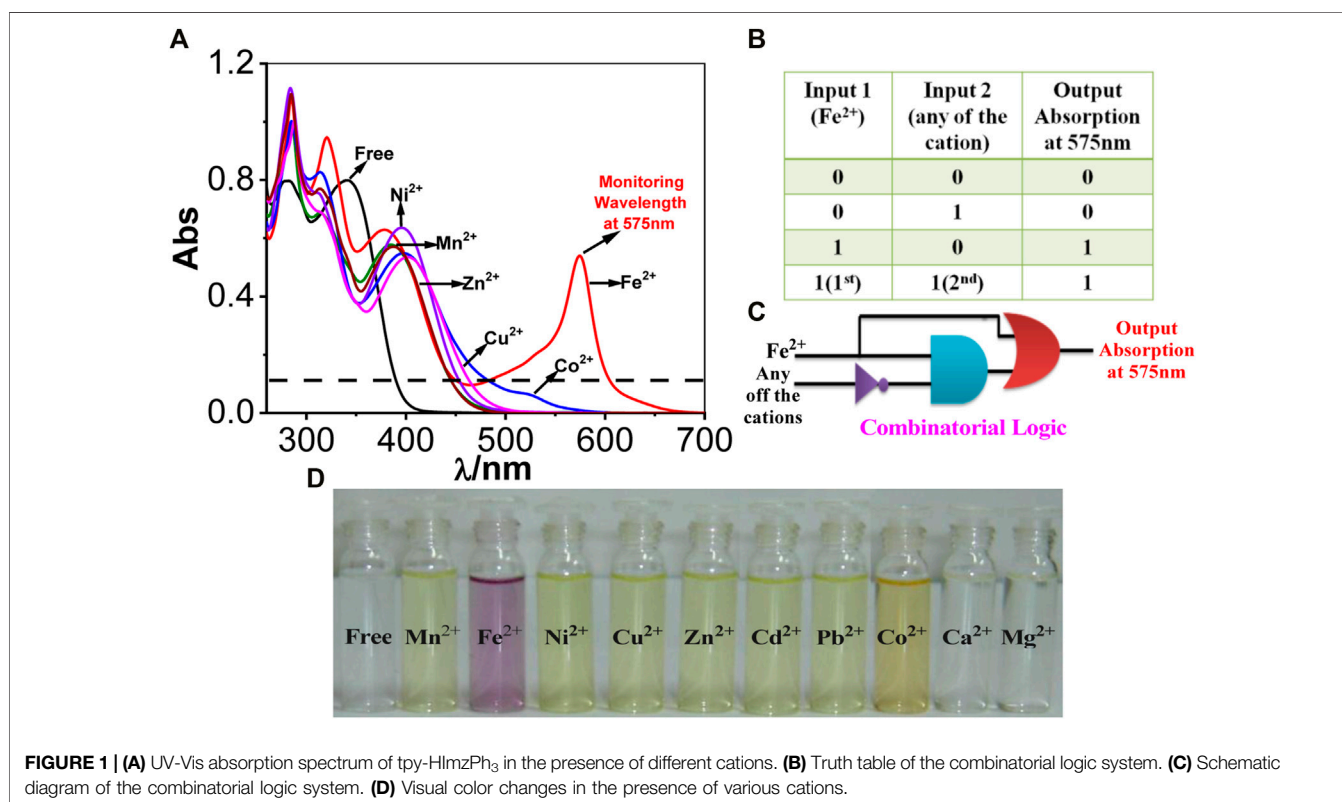 A
1.2
0.8
0.4
0.0
Abs
300 400 500 600 700
λ/nm
Free
Ni²⁺
Mn²⁺
Zn²⁺
Cu²⁺
Co²⁺
Monitoring
Wavelength
at 575nm
Fe²⁺
B
Input 1
(Fe²⁺)
Input 2
(any of the
cation)
Output
Absorption
at 575nm
0 0 0
0 1 0
1 0 1
1(1ˢᵗ) 1(2ⁿᵈ) 1
C
Fe²⁺
Any
off the
cations
Output
Absorption
at 575nm
Combinatorial Logic
D
Free Mn²⁺ Fe²⁺ Ni²⁺ Cu²⁺ Zn²⁺ Cd²⁺ Pb²⁺ Co²⁺ Ca²⁺ Mg²⁺
FIGURE 1 | (A) UV-Vis absorption spectrum of tpy-HImzPh₃ in the presence of different cations. (B) Truth table of the combinatorial logic system. (C) Schematic
diagram of the combinatorial logic system. (D) Visual color changes in the presence of various cations.